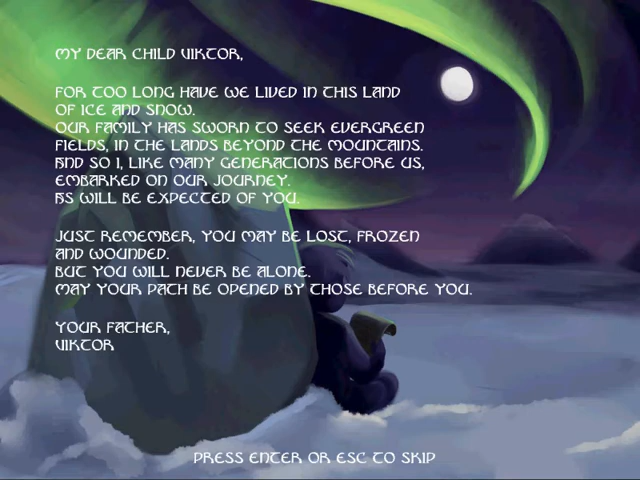 MY DEAR CHILD VIKTOR,
FOR TOO LONG HAVE WE LIVED IN THIS LAND
OF ICE AND SNOW.
OUR FAMILY HAS SWORN TO SEEK EVERGREEN
FIELDS, IN THE LANDS BEYOND THE MOUNTAINS.
AND SO I, LIKE MANY GENERATIONS BEFORE US,
EMBARKED ON OUR JOURNEY.
AS WILL BE EXPECTED OF YOU.
JUST REMEMBER, YOU MAY BE LOST, FROZEN
AND WOUNDED.
BUT YOU WILL NEVER BE ALONE.
MAY YOUR PATH BE OPENED BY THOSE BEFORE YOU.
YOUR FATHER,
VIKTOR
PRESS ENTER OR ESC TO SKIP